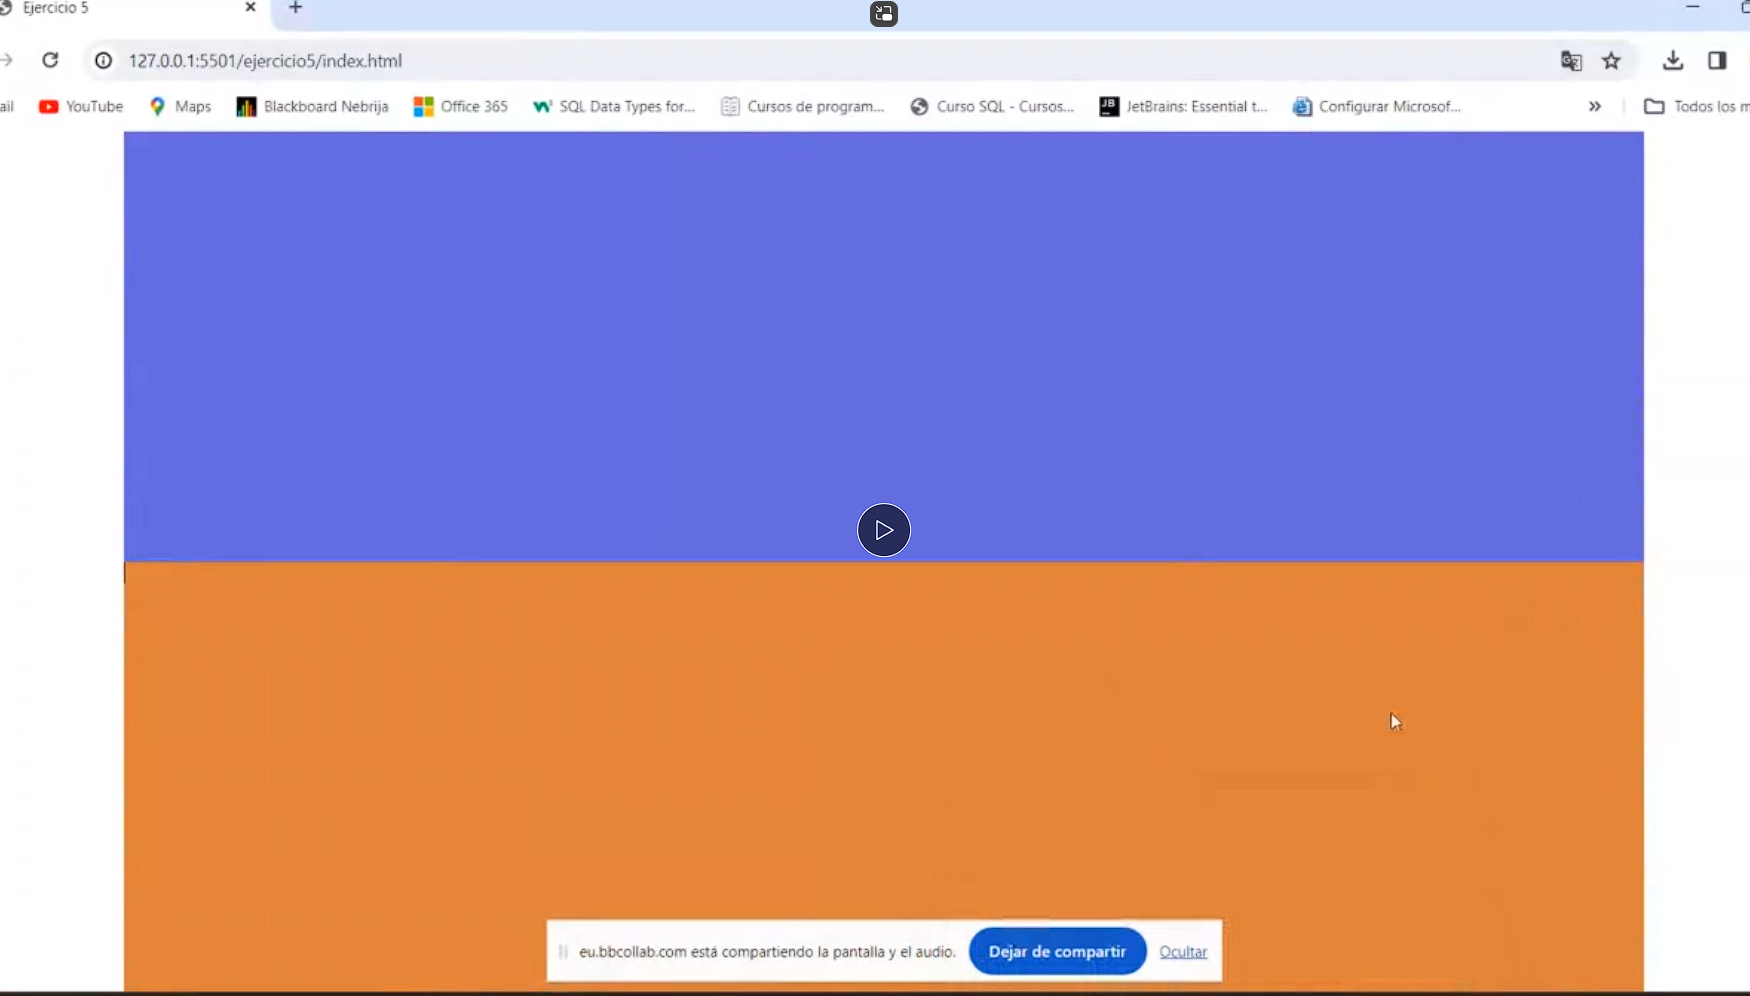 Ejercicio 5
127.0.0.1:5501/ejercicio5/index.html
ail YouTube Maps Blackboard Nebrija Office 365 SQL Data Types for... Cursos de program... Curso SQL - Cursos... JetBrains: Essential t... Configurar Microsof... » Todos los m
eu.bbcollab.com está compartiendo la pantalla y el audio. Dejar de compartir Ocultar